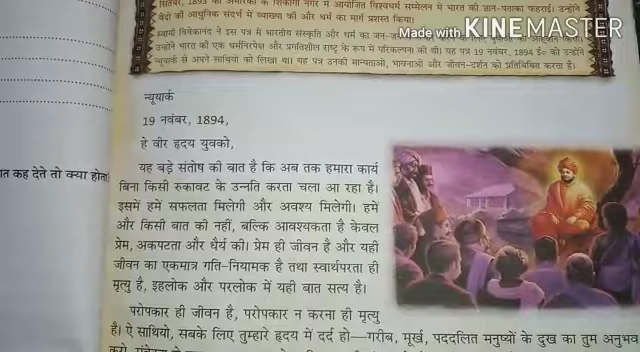 सितंबर, 1893 को अमेरिका के शिकागो नगर में आयोजित विश्वधर्म सम्मेलन में भारत की ज्ञान-पताका फहराई। उन्होंने
वेदों की आधुनिक संदर्भ में व्याख्या की और धर्म का मार्ग प्रशस्त किया।
Made with KINEMASTER
स्वामी विवेकानंद ने इस पत्र में भारतीय संस्कृति और धर्म का जन-
उन्होंने भारत की एक धर्मनिरपेक्ष और प्रगतिशील राष्ट्र के रूप में परिकल्पना की थी। यह पत्र 19 नवंबर, 1894 ई॰ को उन्होंने
न्यूयार्क से अपने साथियों को लिखा था। यह पत्र उनकी मान्यताओं, भावनाओं और जीवन-दर्शन को प्रतिबिंबित करता है।
न्यूयार्क
19 नवंबर, 1894,
हे वीर हृदय युवको,
यह बड़े संतोष की बात है कि अब तक हमारा कार्य
बिना किसी रुकावट के उन्नति करता चला आ रहा है।
इसमें हमें सफलता मिलेगी और अवश्य मिलेगी। हमें
और किसी बात की नहीं, बल्कि आवश्यकता है केवल
प्रेम, अकपटता और धैर्य की। प्रेम ही जीवन है और यही
जीवन का एकमात्र गति-नियामक है तथा स्वार्थपरता ही
मृत्यु है, इहलोक और परलोक में यही बात सत्य है।
परोपकार ही जीवन है, परोपकार न करना ही मृत्यु
है। ऐ साथियो, सबके लिए तुम्हारे हृदय में दर्द हो—गरीब, मूर्ख, पददलित मनुष्यों के दुख का तुम अनुभव
त कह देते तो क्या होता